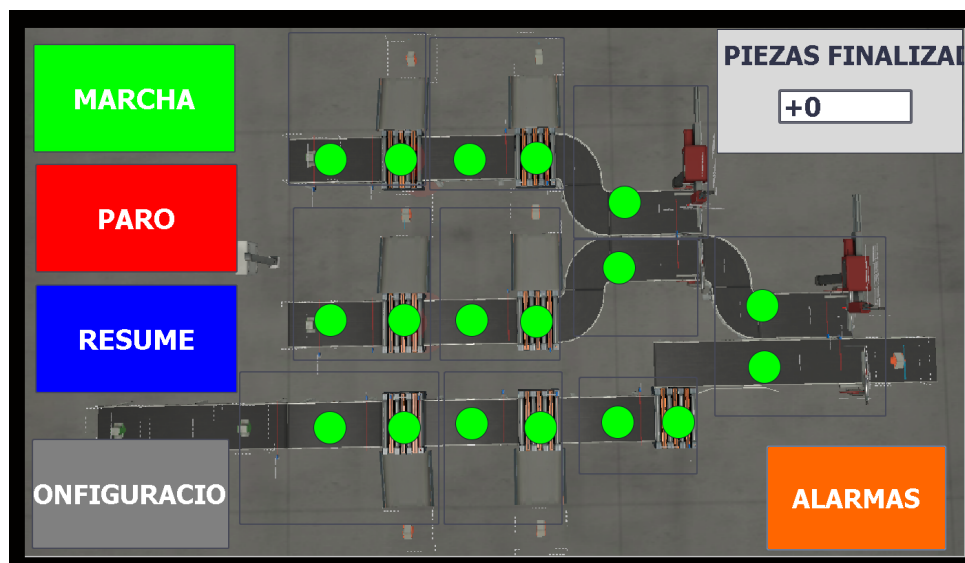 MARCHA
PIEZAS FINALIZAD
+0
PARO
RESUME
ONFIGURACIO
ALARMAS